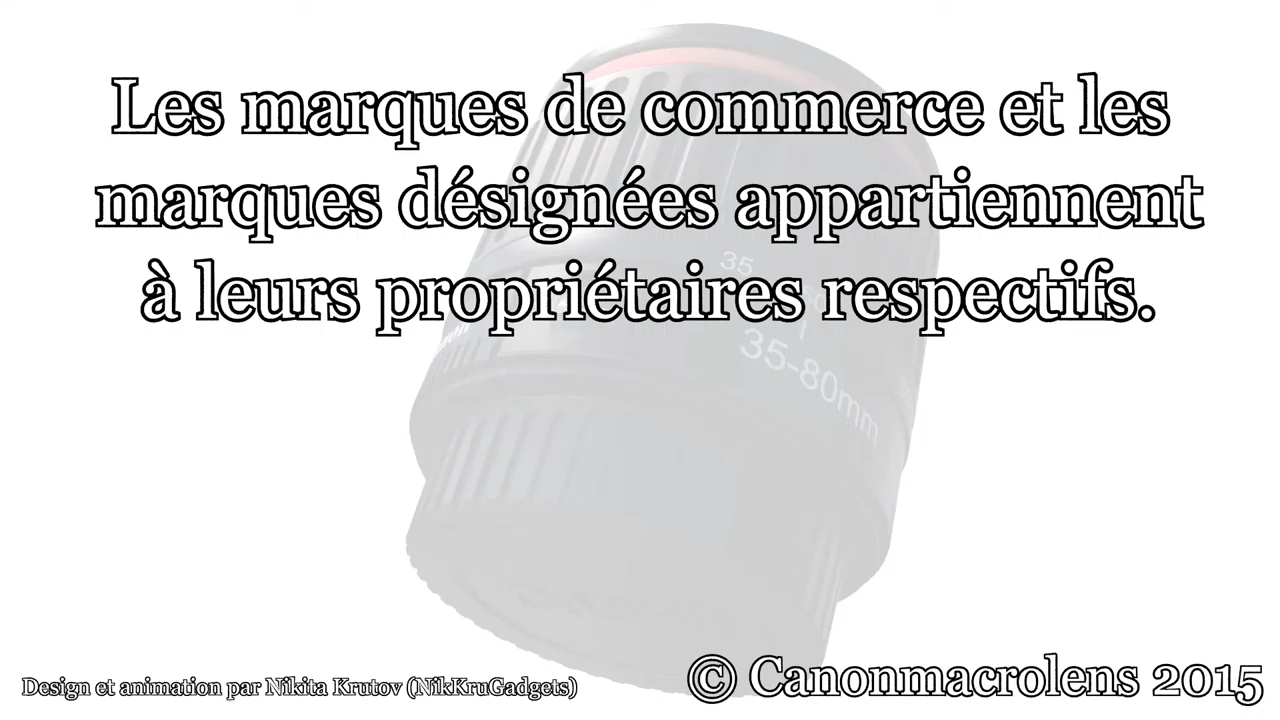 Les marques de commerce et les
marques désignées appartiennent
à leurs propriétaires respectifs.
35
35-80mm
Design et animation par Nikita Krutov (NikKruGadgets)
© Canonmacrolens 2015